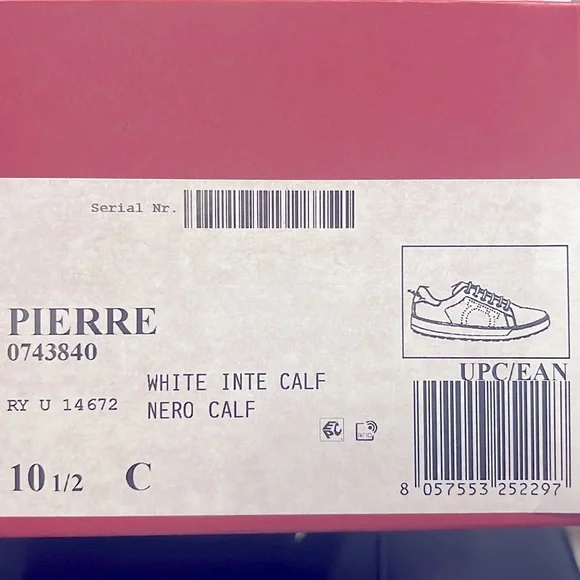 Serial Nr.
PIERRE
0743840
UPC/EAN
WHITE INTE CALF
RY U 14672
NERO CALF
10 1/2 C
8 057553 252297